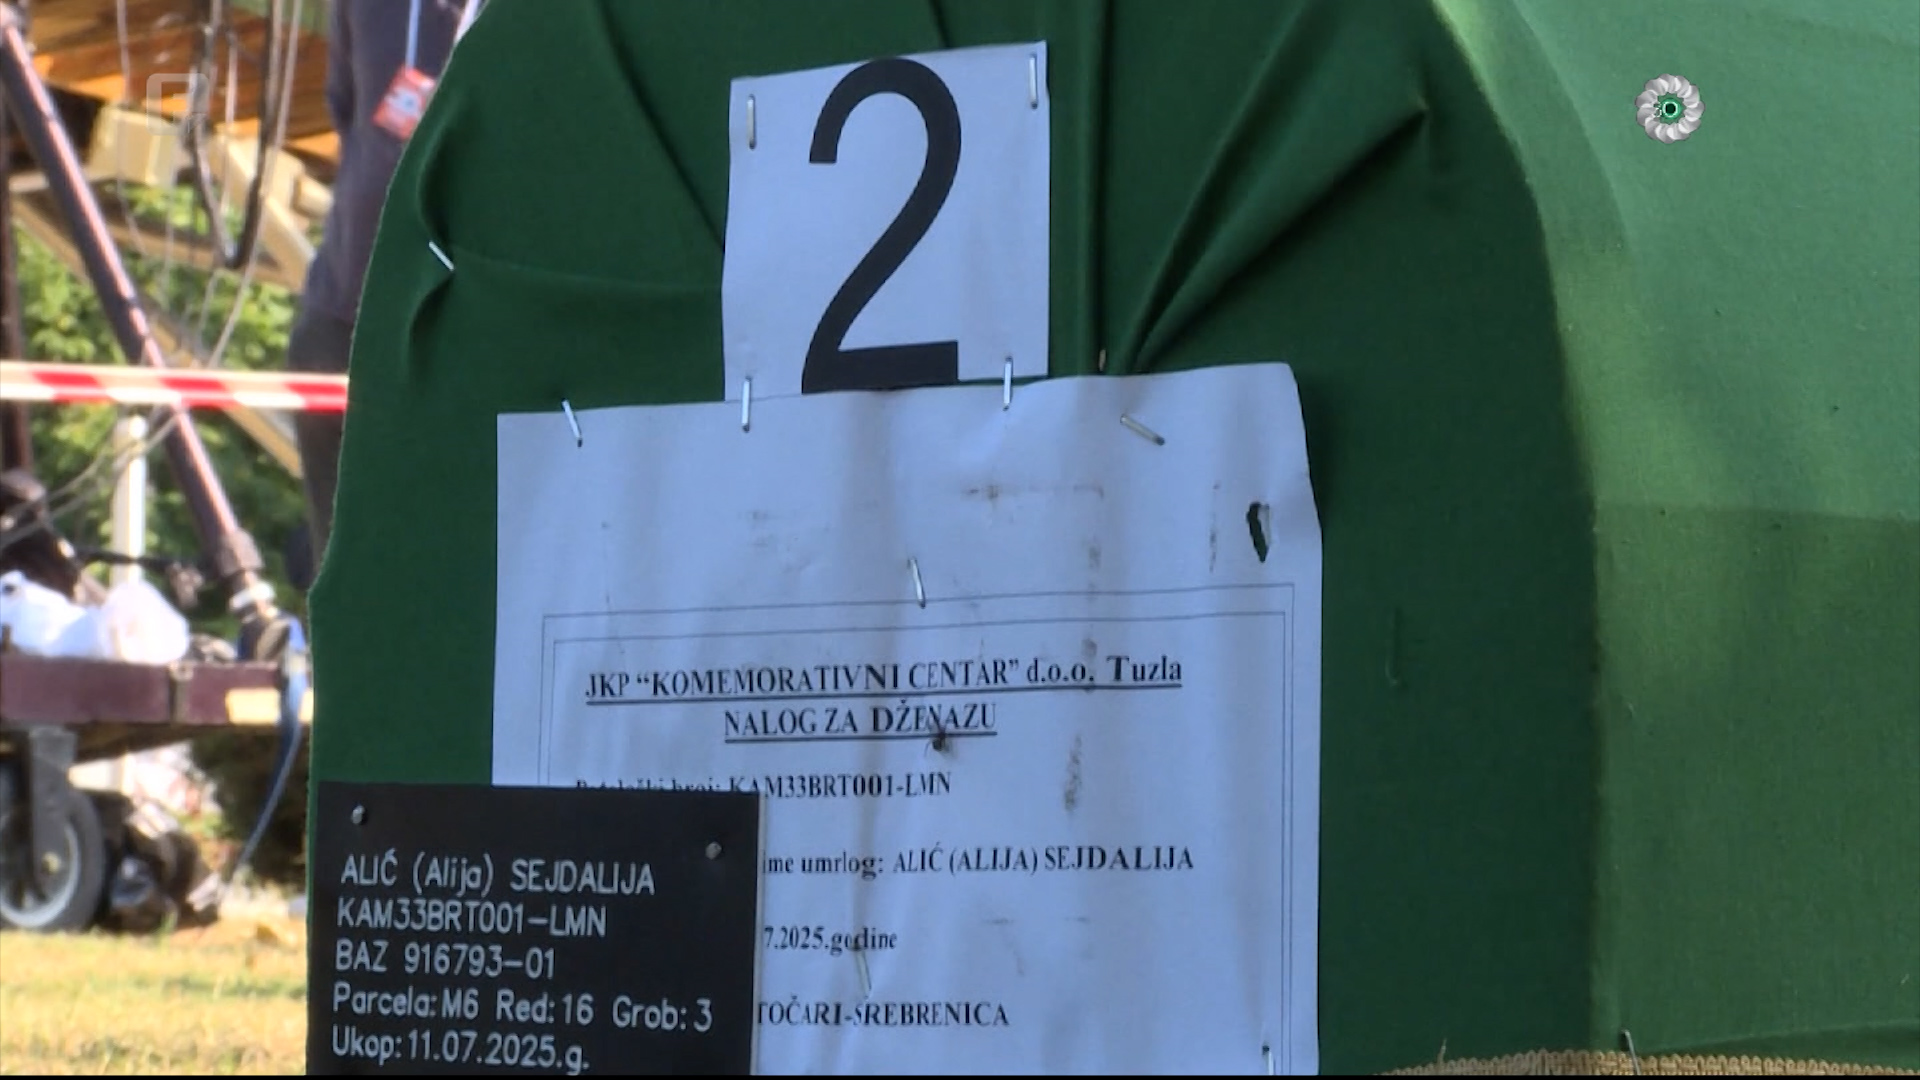 2
JKP “KOMEMORATIVNI CENTAR” d.o.o. Tuzla
NALOG ZA DŽENAZU
broj: KAM33BRT001-LMN
ime umrlog: ALIĆ (ALIJA) SEJDALIJA
7.2025.godine
TOČARI-SREBRENICA
ALIĆ (Alija) SEJDALIJA
KAM33BRT001-LMN
BAZ 916793-01
Parcela: M6 Red: 16 Grob: 3
Ukop: 11.07.2025.g.